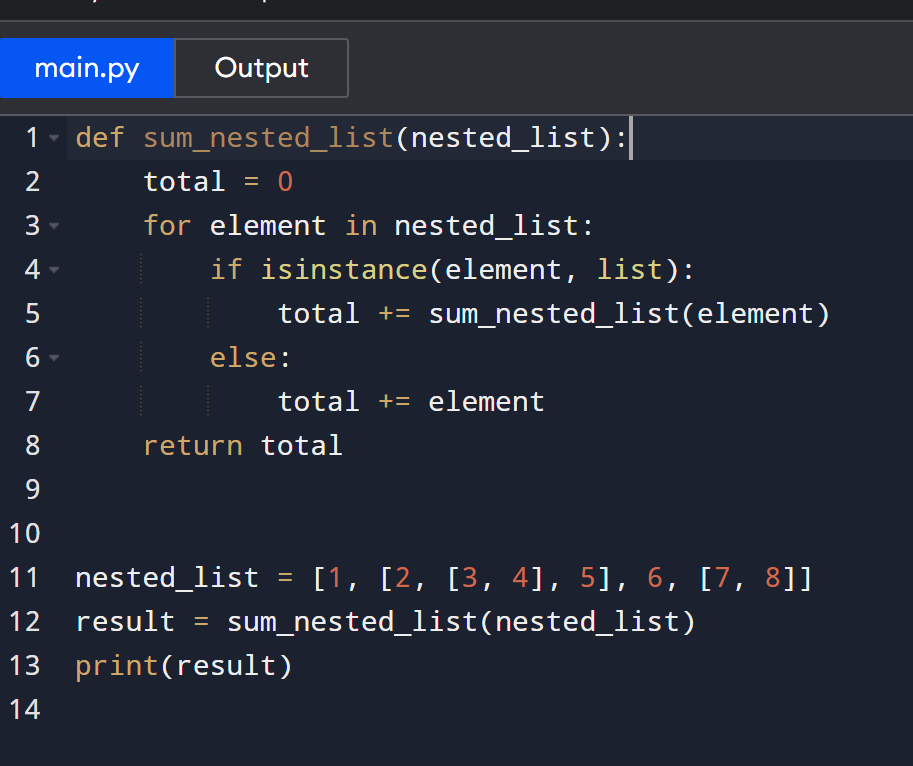 main.py Output
1 def sum_nested_list(nested_list):
2     total = 0
3     for element in nested_list:
4         if isinstance(element, list):
5             total += sum_nested_list(element)
6         else:
7             total += element
8     return total
9
10
11 nested_list = [1, [2, [3, 4], 5], 6, [7, 8]]
12 result = sum_nested_list(nested_list)
13 print(result)
14